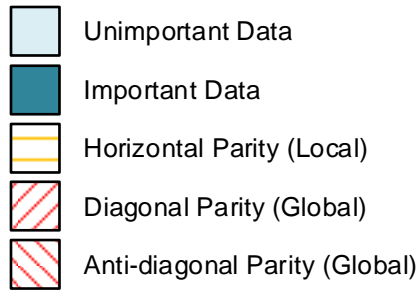 Unimportant Data
Important Data
Horizontal Parity (Local)
Diagonal Parity (Global)
Anti-diagonal Parity (Global)